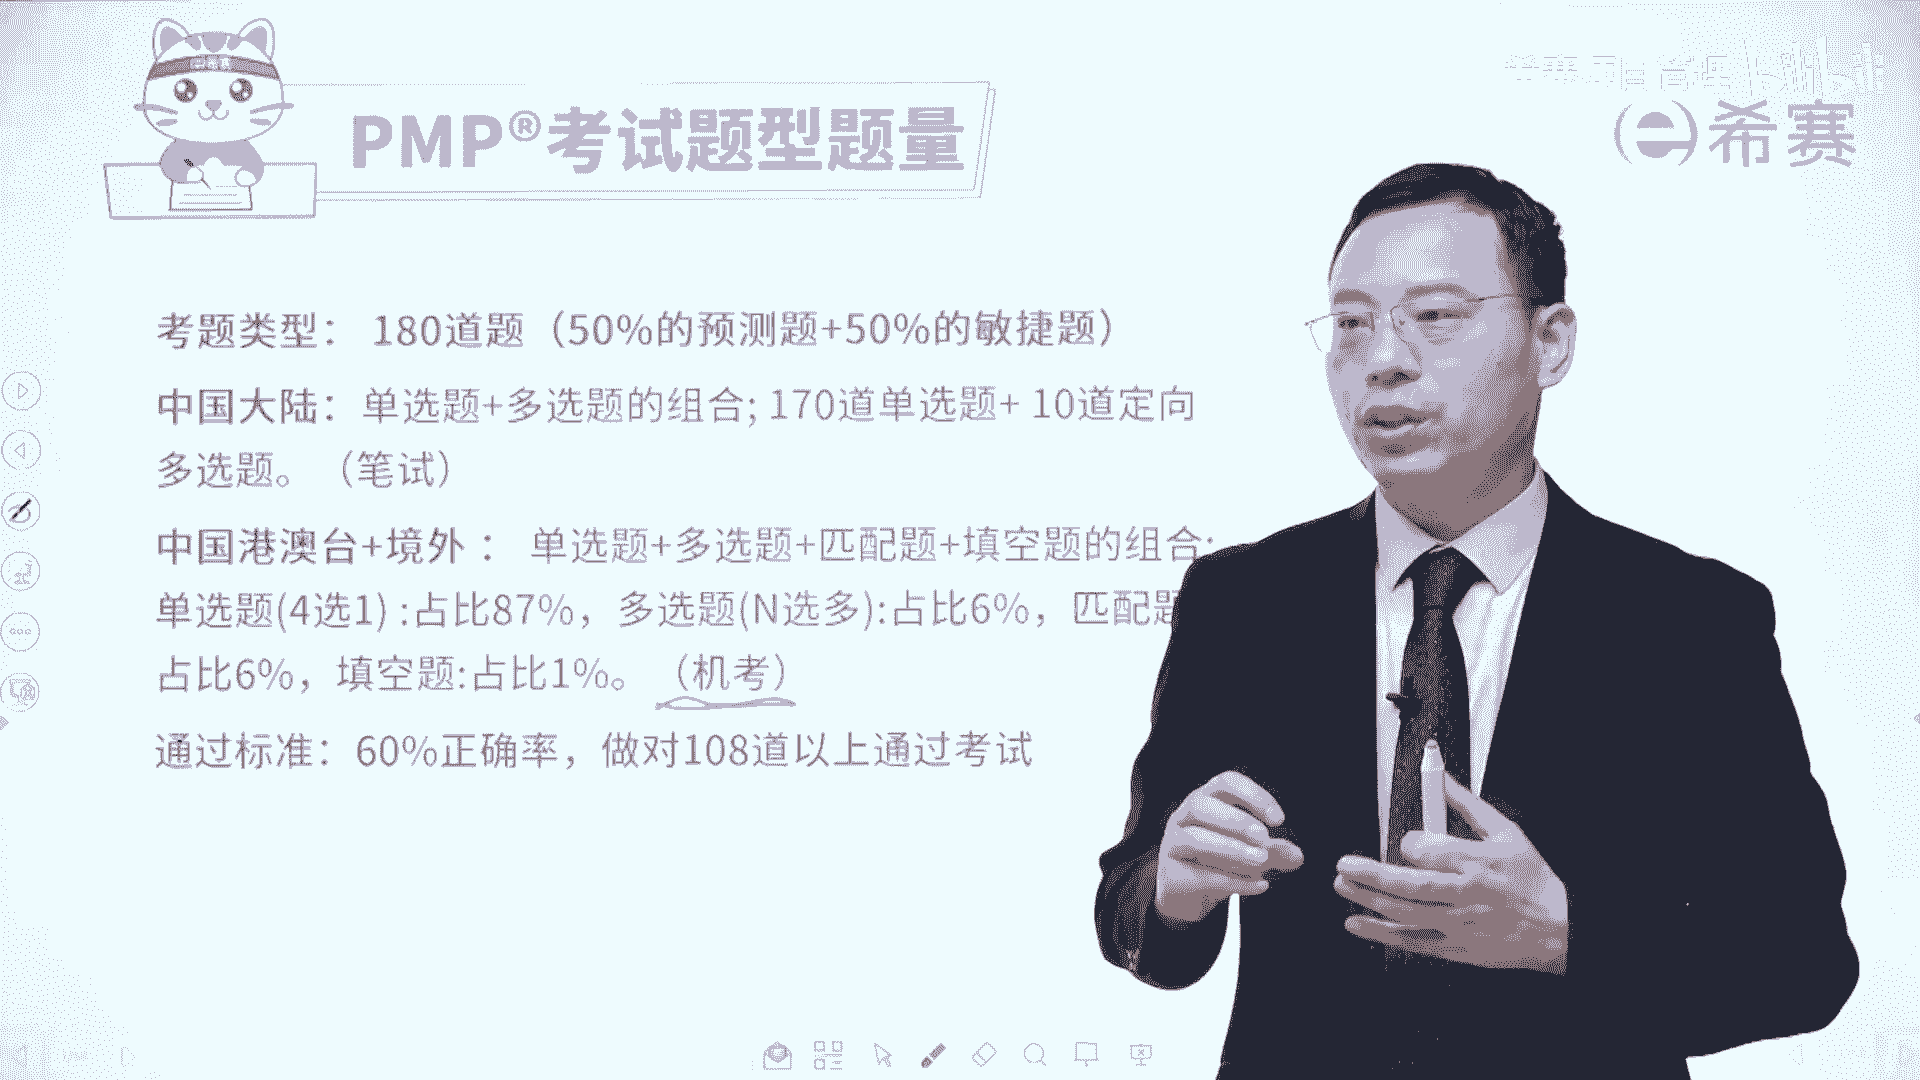 PMP®考试题型题量
希赛
考题类型： 180道题（50%的预测题+50%的敏捷题）
中国大陆：单选题+多选题的组合; 170道单选题+ 10道定向
多选题。（笔试）
中国港澳台+境外 ： 单选题+多选题+匹配题+填空题的组合;
单选题(4选1) :占比87%，多选题(N选多):占比6%，匹配题
占比6%，填空题:占比1%。（机考）
通过标准：60%正确率，做对108道以上通过考试